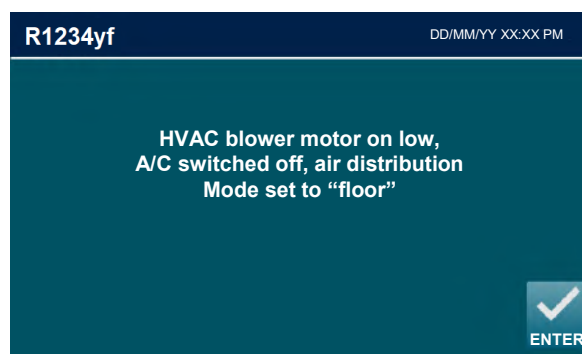 R1234yf
DD/MM/YY XX:XX PM
HVAC blower motor on low,
A/C switched off, air distribution
Mode set to “floor”
ENTER